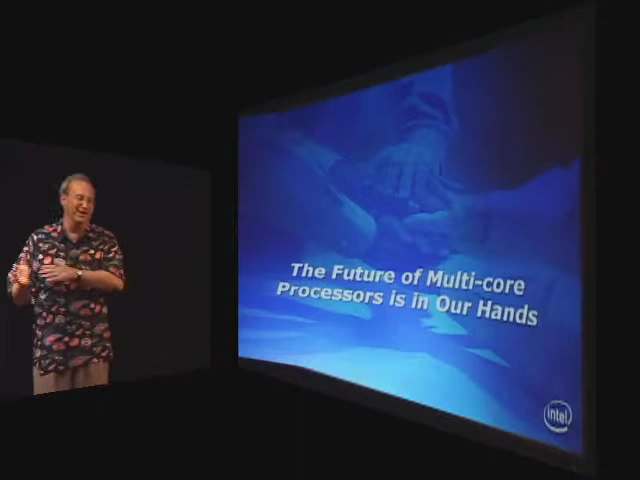 The Future of Multi-core
Processors is in Our Hands
intel